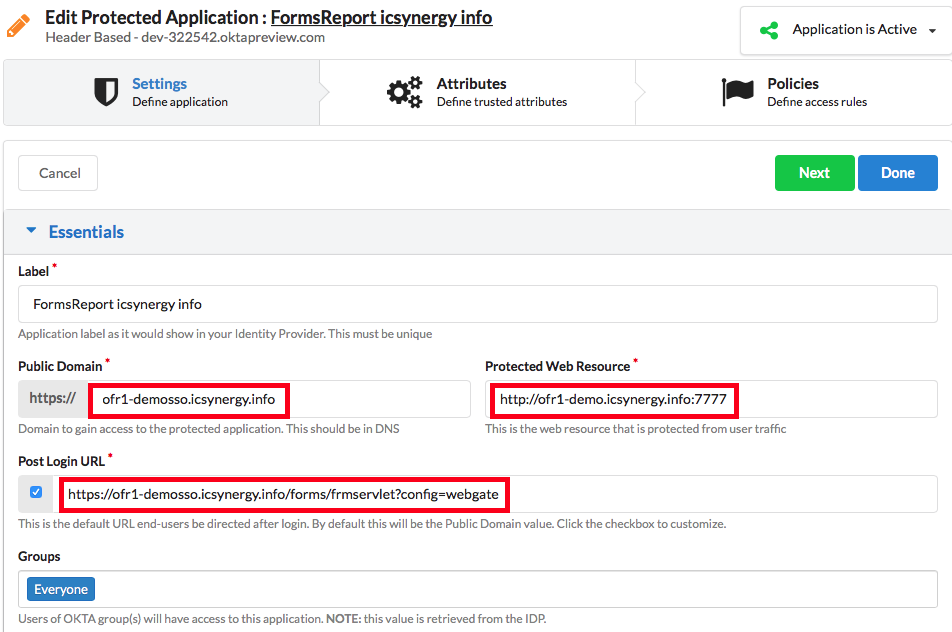 Edit Protected Application : FormsReport icsynergy info
Header Based - dev-322542.oktapreview.com
Application is Active
Settings
Define application
Attributes
Define trusted attributes
Policies
Define access rules
Cancel
Next
Done
Essentials
Label *
FormsReport icsynergy info
Application label as it would show in your Identity Provider. This must be unique
Public Domain *
https://
ofr1-demosso.icsynergy.info
Domain to gain access to the protected application. This should be in DNS
Protected Web Resource *
http://ofr1-demo.icsynergy.info:7777
This is the web resource that is protected from user traffic
Post Login URL *
https://ofr1-demosso.icsynergy.info/forms/frmservlet?config=webgate
This is the default URL end-users be directed after login. By default this will be the Public Domain value. Click the checkbox to customize.
Groups
Everyone
Users of OKTA group(s) will have access to this application. NOTE: this value is retrieved from the IDP.